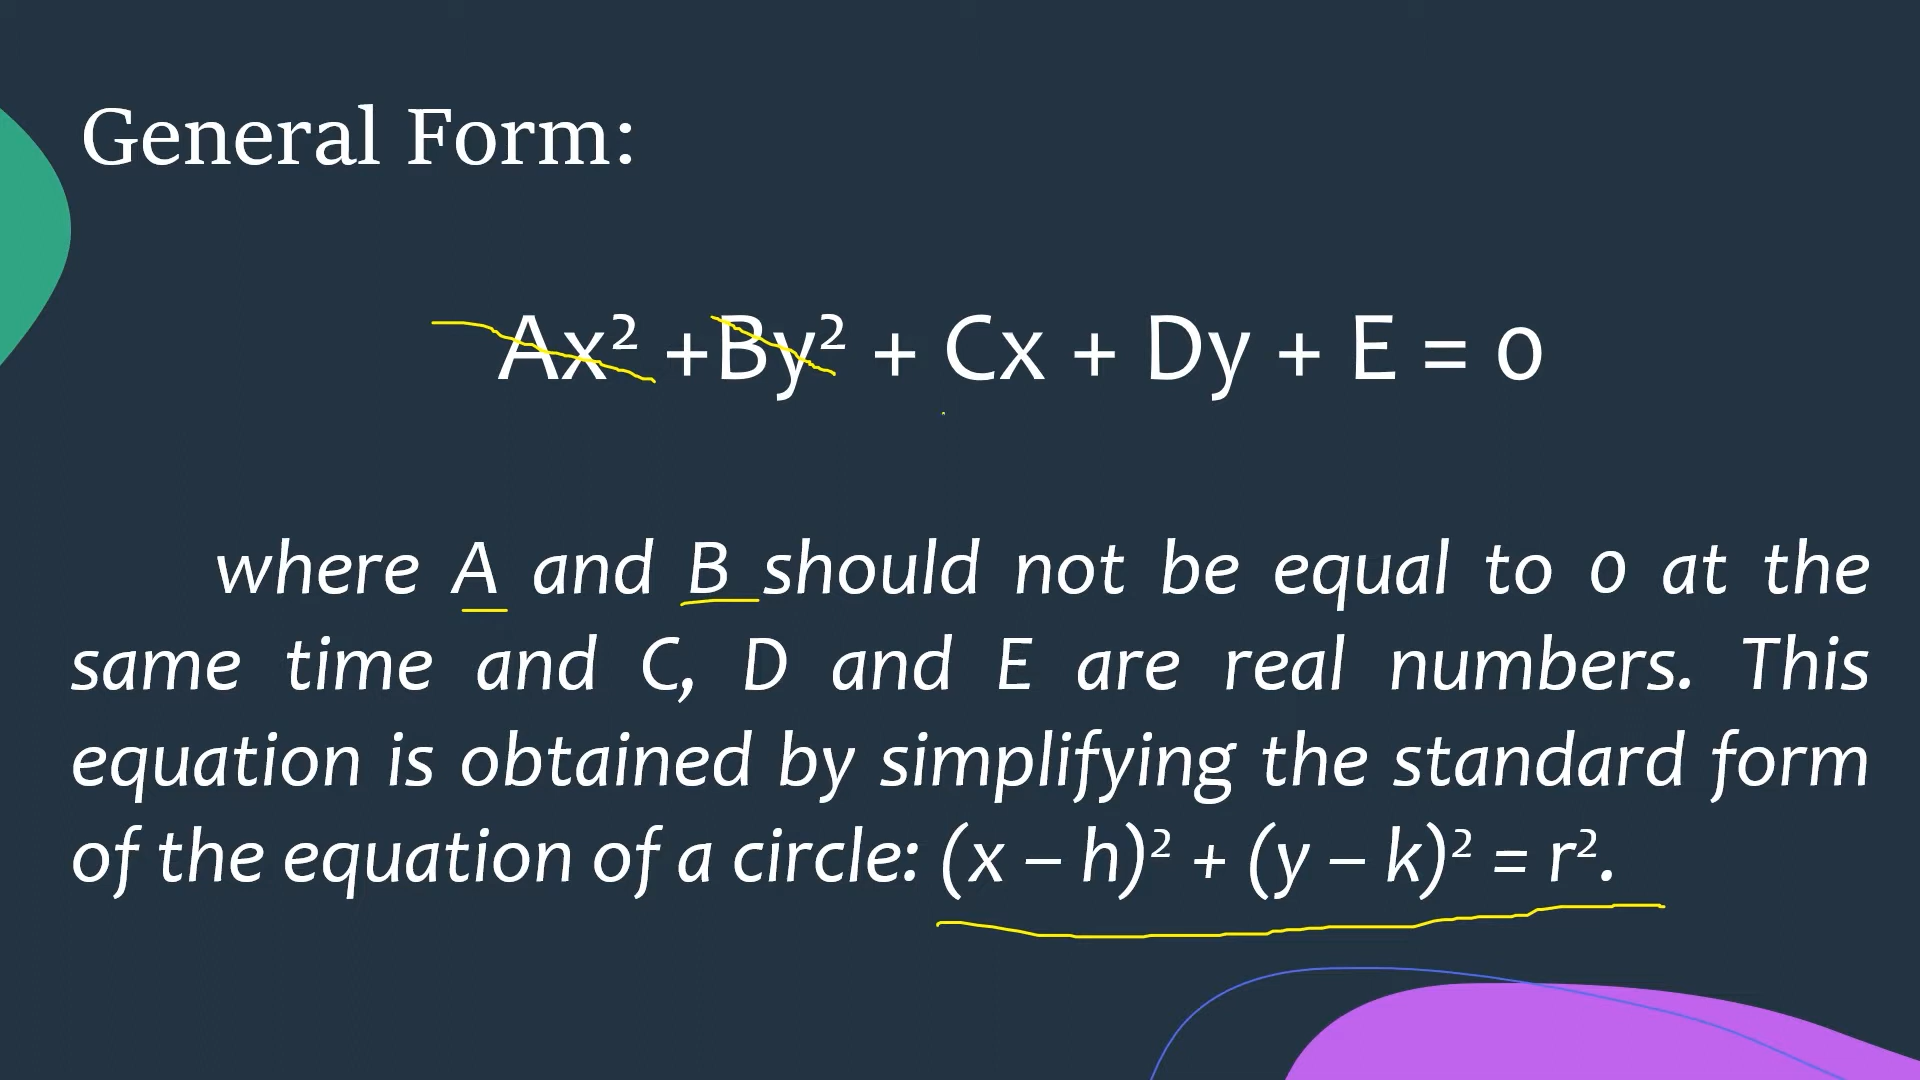 General Form:
Ax² +By² + Cx + Dy + E = 0
where A and B should not be equal to 0 at the
same time and C, D and E are real numbers. This
equation is obtained by simplifying the standard form
of the equation of a circle: (x – h)² + (y – k)² = r².